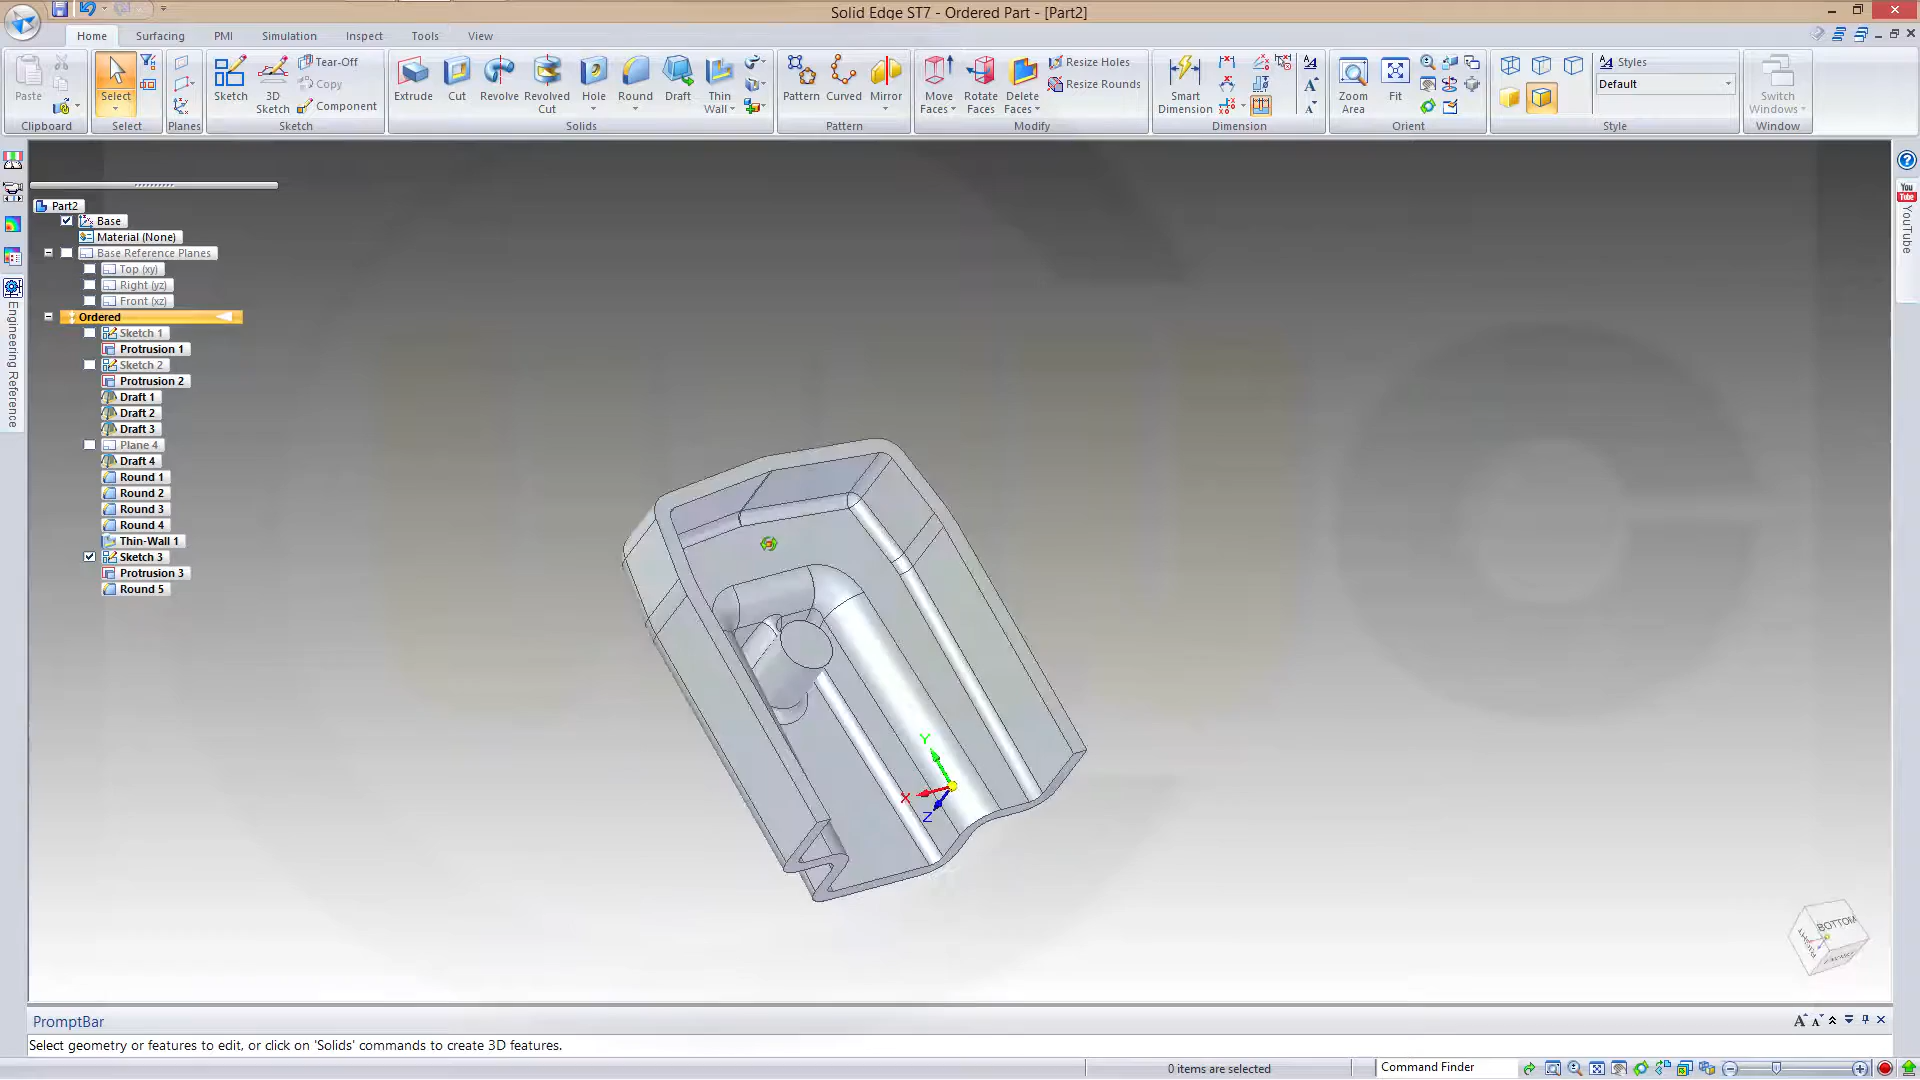 Solid Edge ST7 - Ordered Part - [Part2]
Home Surfacing PMI Simulation Inspect Tools View
Paste
Clipboard
Select
Select
Planes
Sketch
3D Sketch
Tear-Off
Copy
Component
Sketch
Extrude Cut Revolve Revolved Cut Hole Round Draft Thin Wall
Solids
Pattern Curved Mirror
Pattern
Move Faces Rotate Faces Delete Faces
Resize Holes
Resize Rounds
Modify
Smart Dimension
Dimension
Zoom Area Fit
Orient
Styles
Default
Style
Switch Windows
Window
Part2
Base
Material (None)
Base Reference Planes
Top (xy)
Right (yz)
Front (xz)
Ordered
Sketch 1
Protrusion 1
Sketch 2
Protrusion 2
Draft 1
Draft 2
Draft 3
Plane 4
Draft 4
Round 1
Round 2
Round 3
Round 4
Thin-Wall 1
Sketch 3
Protrusion 3
Round 5
Engineering Reference
You
Tube
YouTube
Y
X
Z
BOTTOM
RIGHT
PromptBar
Select geometry or features to edit, or click on 'Solids' commands to create 3D features.
0 items are selected
Command Finder